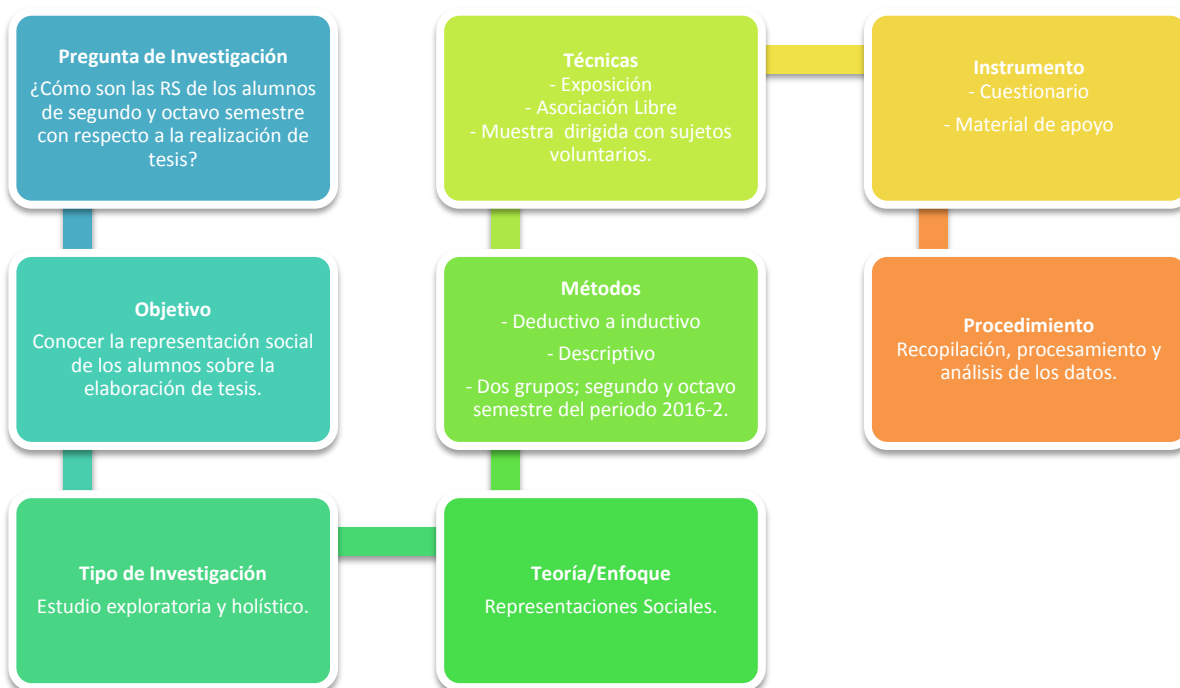 Pregunta de Investigación
¿Cómo son las RS de los alumnos
de segundo y octavo semestre
con respecto a la realización de
tesis?
Objetivo
Conocer la representación social
de los alumnos sobre la
elaboración de tesis.
Tipo de Investigación
Estudio exploratoria y holístico.
Teoría/Enfoque
Representaciones Sociales.
Métodos
- Deductivo a inductivo
- Descriptivo
- Dos grupos; segundo y octavo
semestre del periodo 2016-2.
Técnicas
- Exposición
- Asociación Libre
- Muestra dirigida con sujetos
voluntarios.
Instrumento
- Cuestionario
- Material de apoyo
Procedimiento
Recopilación, procesamiento y
análisis de los datos.